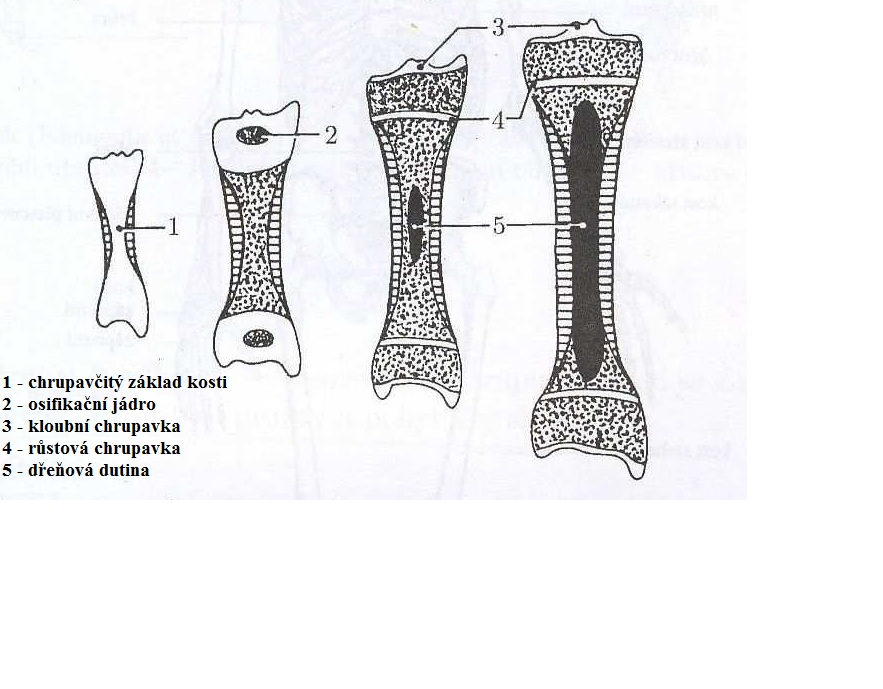 3
4
2
1
5
1 - chrupavčitý základ kosti
2 - osifikační jádro
3 - kloubní chrupavka
4 - růstová chrupavka
5 - dřeňová dutina